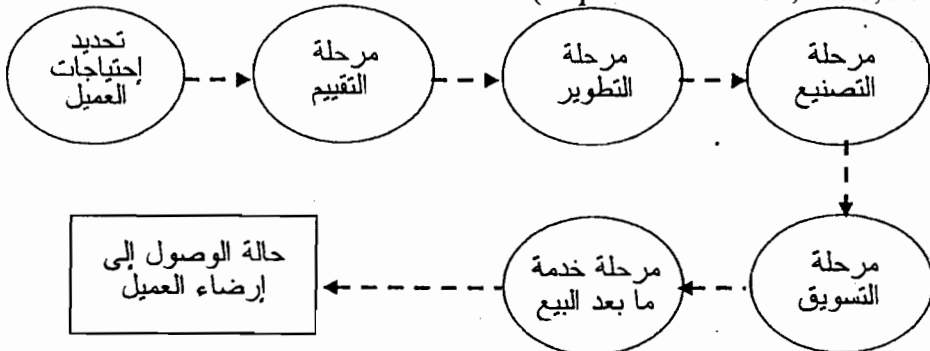 تحديد
إحتياجات
العميل
مرحلة
التقييم
مرحلة
التطوير
مرحلة
التصنيع
مرحلة
التسويق
مرحلة خدمة
ما بعد البيع
حالة الوصول إلى
إرضاء العميل